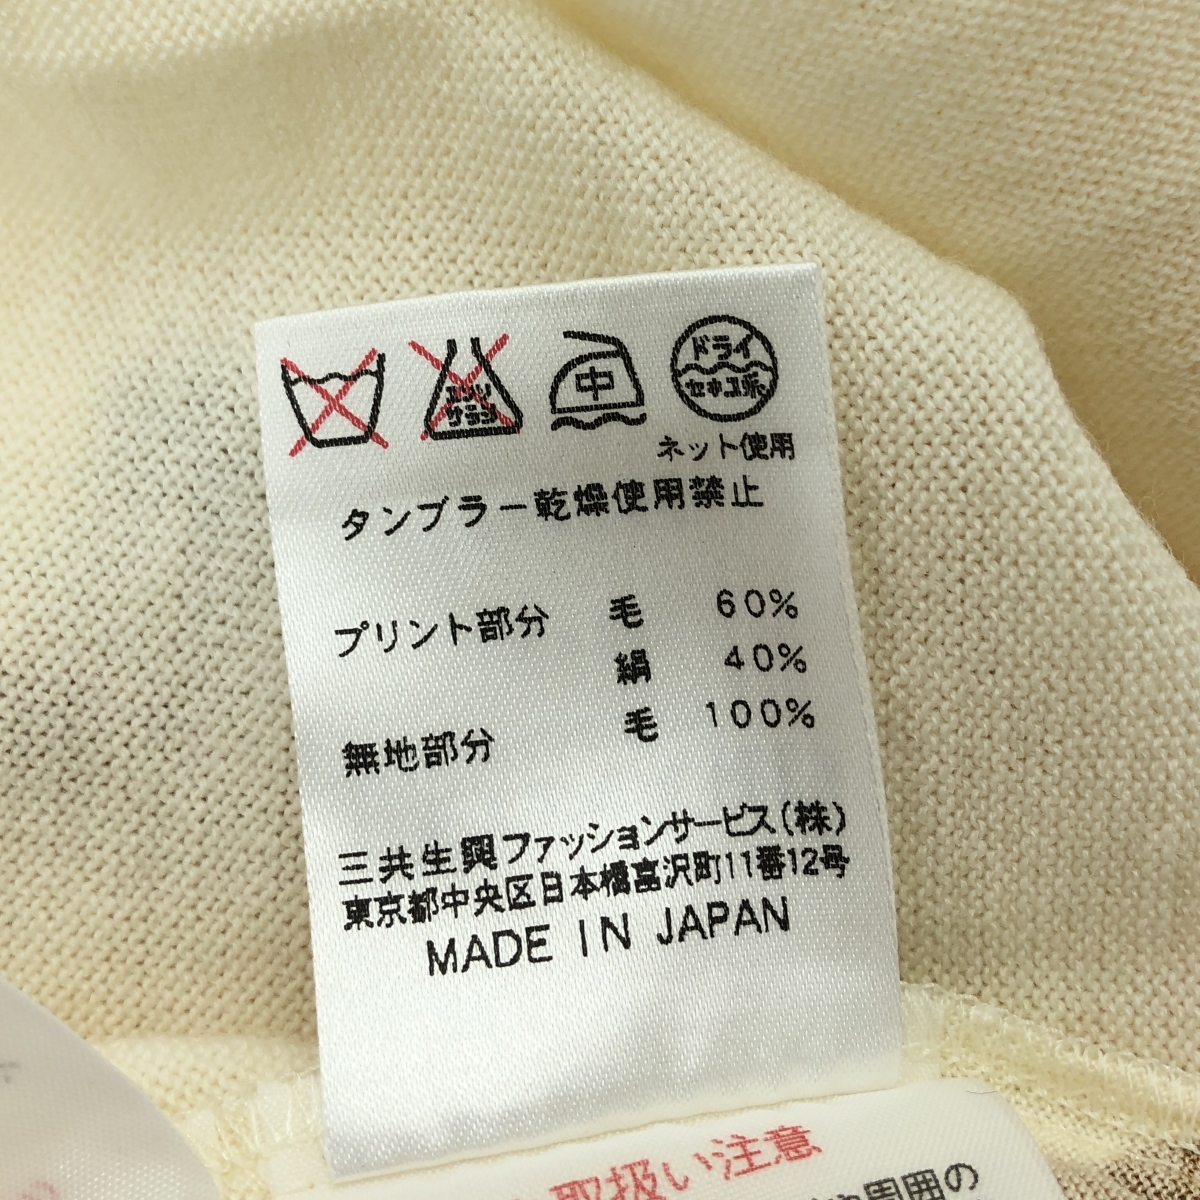 エンソ
サラシ
中
ドライ
セキユ系
ネット使用
タンブラー乾燥使用禁止
プリント部分 毛 60%
絹 40%
無地部分 毛 100%
三共生興ファッションサービス(株)
東京都中央区日本橋富沢町11番12号
MADE IN JAPAN
取扱い注意
周囲の